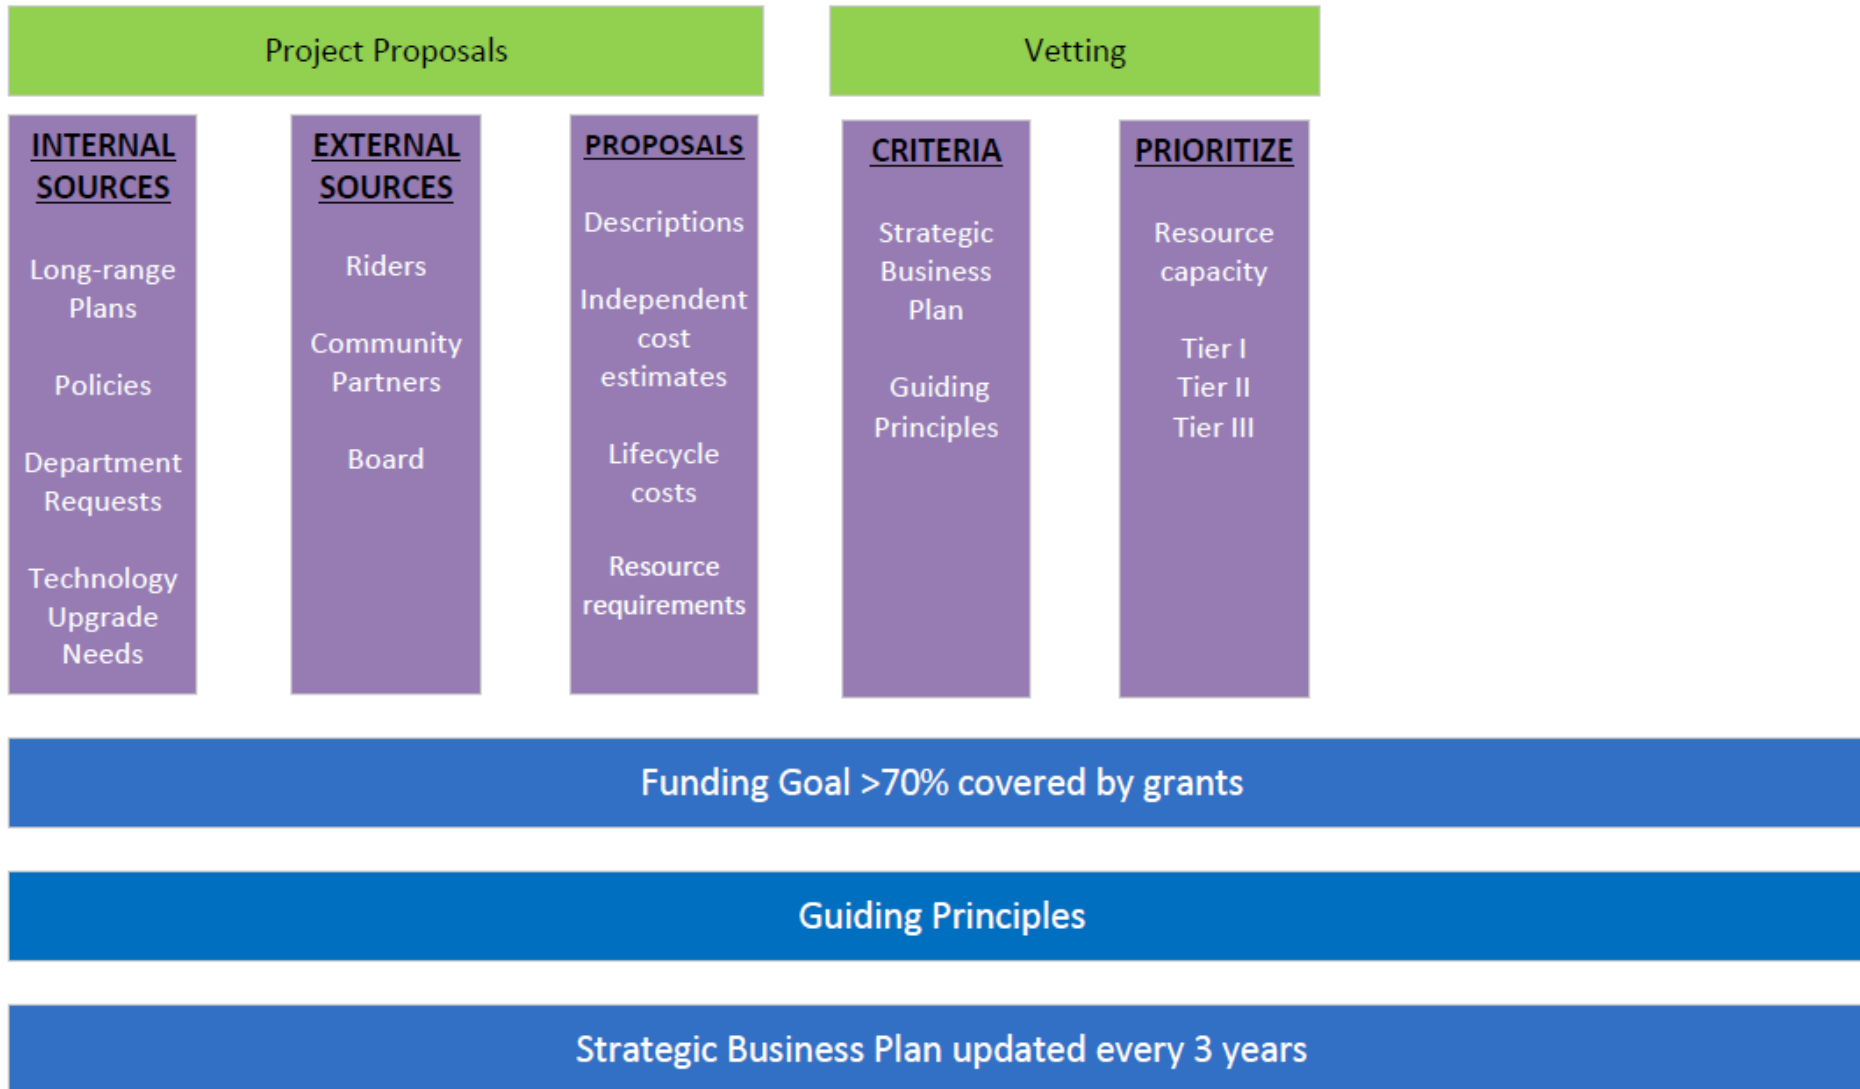 Project Proposals
Vetting
INTERNAL
SOURCES
Long-range
Plans
Policies
Department
Requests
Technology
Upgrade
Needs
EXTERNAL
SOURCES
Riders
Community
Partners
Board
PROPOSALS
Descriptions
Independent
cost
estimates
Lifecycle
costs
Resource
requirements
CRITERIA
Strategic
Business
Plan
Guiding
Principles
PRIORITIZE
Resource
capacity
Tier I
Tier II
Tier III
Funding Goal >70% covered by grants
Guiding Principles
Strategic Business Plan updated every 3 years